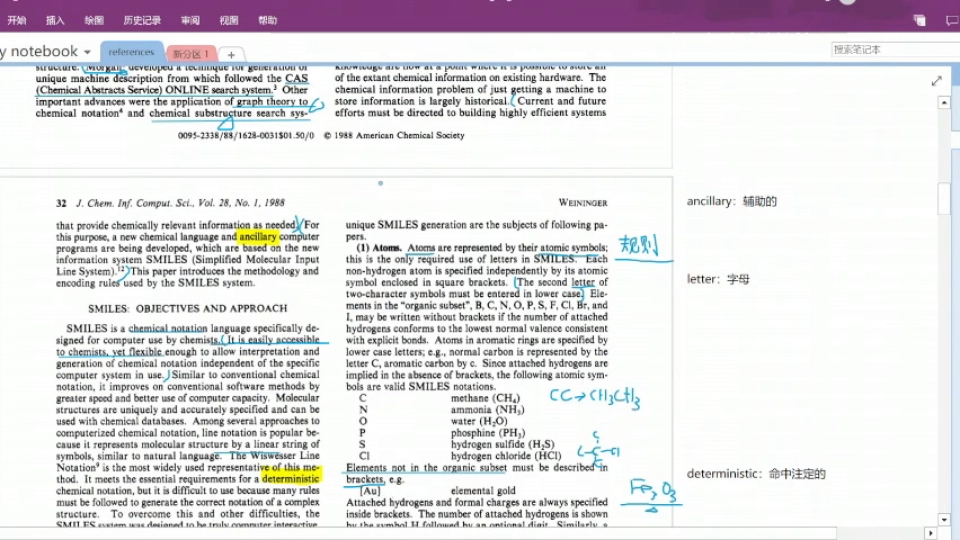 开始 插入 绘图 历史记录 审阅 视图 帮助
y notebook references 新分区 1 + 搜索笔记本
structure. Morgan developed a technique for generation of
unique machine description from which followed the CAS
(Chemical Abstracts Service) ONLINE search system.³ Other
important advances were the application of graph theory to
chemical notation⁴ and chemical substructure search sys-
knowledge are now at a point where it is possible to store all
of the extant chemical information on existing hardware. The
chemical information problem of just getting a machine to
store information is largely historical. Current and future
efforts must be directed to building highly efficient systems
0095-2338/88/1628-0031$01.50/0 © 1988 American Chemical Society
32 J. Chem. Inf. Comput. Sci., Vol. 28, No. 1, 1988 WEININGER
that provide chemically relevant information as needed. For
this purpose, a new chemical language and ancillary computer
programs are being developed, which are based on the new
information system SMILES (Simplified Molecular Input
Line System).¹² This paper introduces the methodology and
encoding rules used by the SMILES system.
SMILES: OBJECTIVES AND APPROACH
SMILES is a chemical notation language specifically de-
signed for computer use by chemists. It is easily accessible
to chemists, yet flexible enough to allow interpretation and
generation of chemical notation independent of the specific
computer system in use. Similar to conventional chemical
notation, it improves on conventional software methods by
greater speed and better use of computer capacity. Molecular
structures are uniquely and accurately specified and can be
used with chemical databases. Among several approaches to
computerized chemical notation, line notation is popular be-
cause it represents molecular structure by a linear string of
symbols, similar to natural language. The Wiswesser Line
Notation⁹ is the most widely used representative of this me-
thod. It meets the essential requirements for a deterministic
chemical notation, but it is difficult to use because many rules
must be followed to generate the correct notation of a complex
structure. To overcome this and other difficulties, the
SMILES system was designed to be truly computer interactive
unique SMILES generation are the subjects of following pa-
pers.
(1) Atoms. Atoms are represented by their atomic symbols;
this is the only required use of letters in SMILES. Each
non-hydrogen atom is specified independently by its atomic
symbol enclosed in square brackets. The second letter of
two-character symbols must be entered in lower case. Ele-
ments in the "organic subset", B, C, N, O, P, S, F, Cl, Br, and
I, may be written without brackets if the number of attached
hydrogens conforms to the lowest normal valence consistent
with explicit bonds. Atoms in aromatic rings are specified by
lower case letters; e.g., normal carbon is represented by the
letter C, aromatic carbon by c. Since attached hydrogens are
implied in the absence of brackets, the following atomic sym-
bols are valid SMILES notations.
C methane (CH₄)
N ammonia (NH₃)
O water (H₂O)
P phosphine (PH₃)
S hydrogen sulfide (H₂S)
Cl hydrogen chloride (HCl)
Elements not in the organic subset must be described in
brackets, e.g.
[Au] elemental gold
Attached hydrogens and formal charges are always specified
inside brackets. The number of attached hydrogens is shown
by the symbol H followed by an optional digit. Similarly, a
规则
CC→CH3CH3
Fe2O3
ancillary：辅助的
letter：字母
deterministic：命中注定的